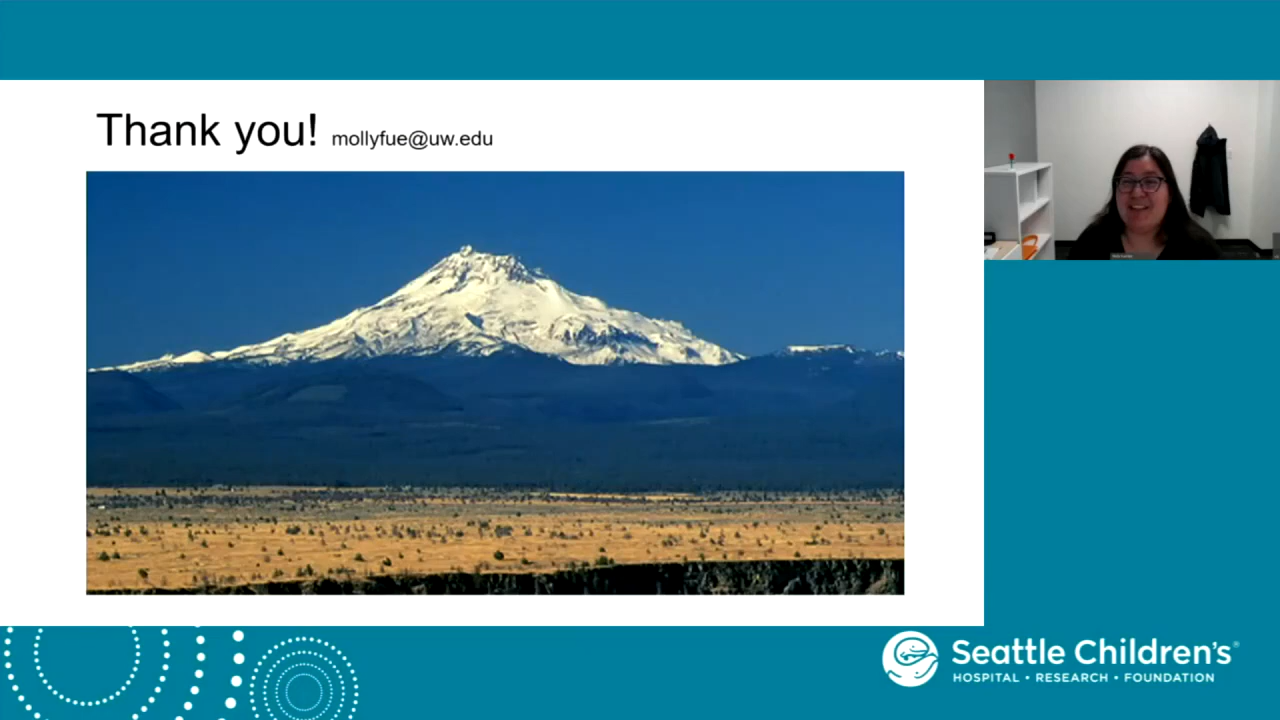 Thank you! mollyfue@uw.edu
Seattle Children's®
HOSPITAL • RESEARCH • FOUNDATION